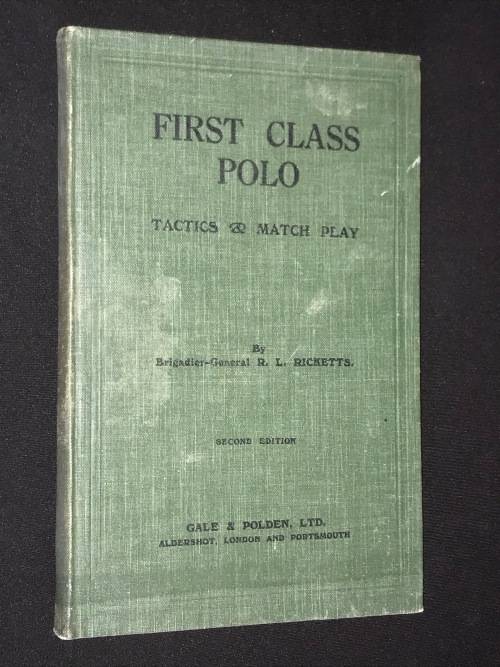 FIRST CLASS
POLO
TACTICS & MATCH PLAY
By
Brigadier-General R. L. RICKETTS.
SECOND EDITION
GALE & POLDEN, LTD.
ALDERSHOT, LONDON AND PORTSMOUTH